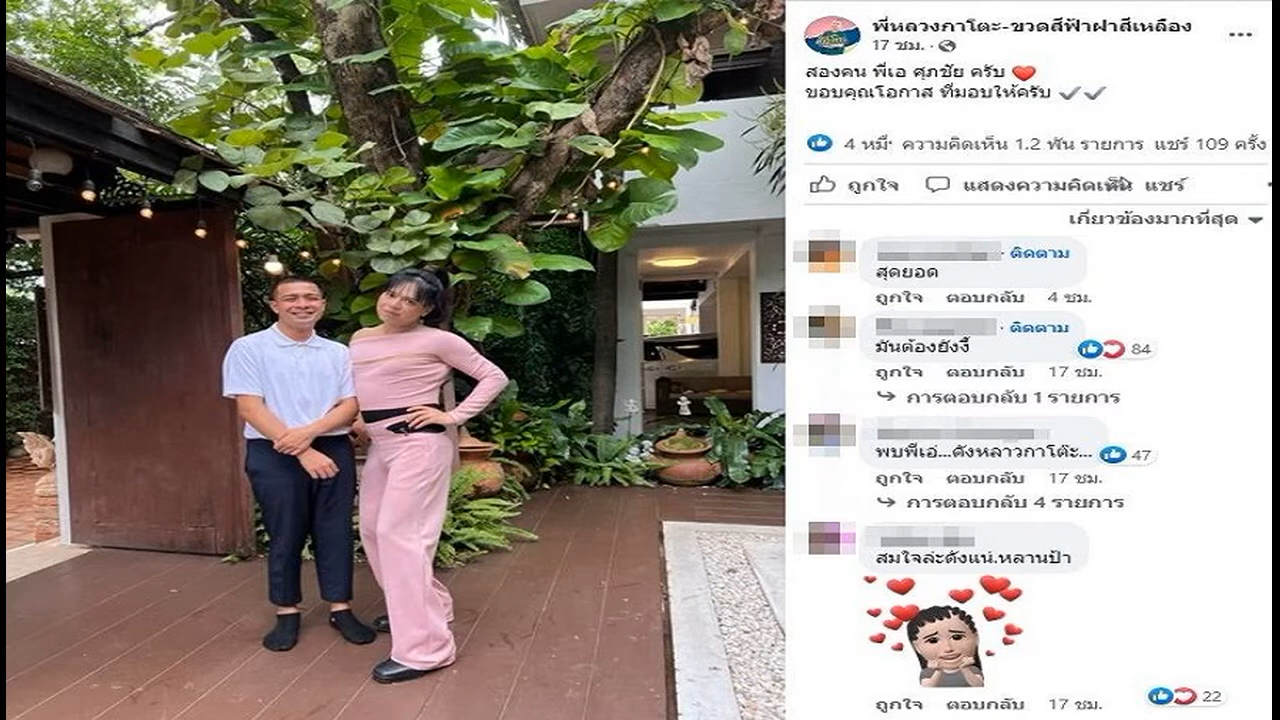 พี่หลวงกาโตะ-ขวดสีฟ้าฝาสีเหลือง
17 ชม. ·
สองคน พี่เอ ศุภชัย ครับ ❤️
ขอบคุณโอกาส ที่มอบให้ครับ ✔✔
4 หมื่ ความคิดเห็น 1.2 พัน รายการ แชร์ 109 ครั้ง
ถูกใจ แสดงความคิดเห็น แชร์
เกี่ยวข้องมากที่สุด
· ติดตาม
สุดยอด
ถูกใจ ตอบกลับ 4 ชม.
· ติดตาม
มันต้องยังงี้
84
ถูกใจ ตอบกลับ 17 ชม.
การตอบกลับ 1 รายการ
พบพี่เอ...ดังหลาวกาโต๊ะ...
47
ถูกใจ ตอบกลับ 17 ชม.
การตอบกลับ 4 รายการ
สมใจล่ะดังแน่.หลานป้า
ถูกใจ ตอบกลับ 17 ชม. 22